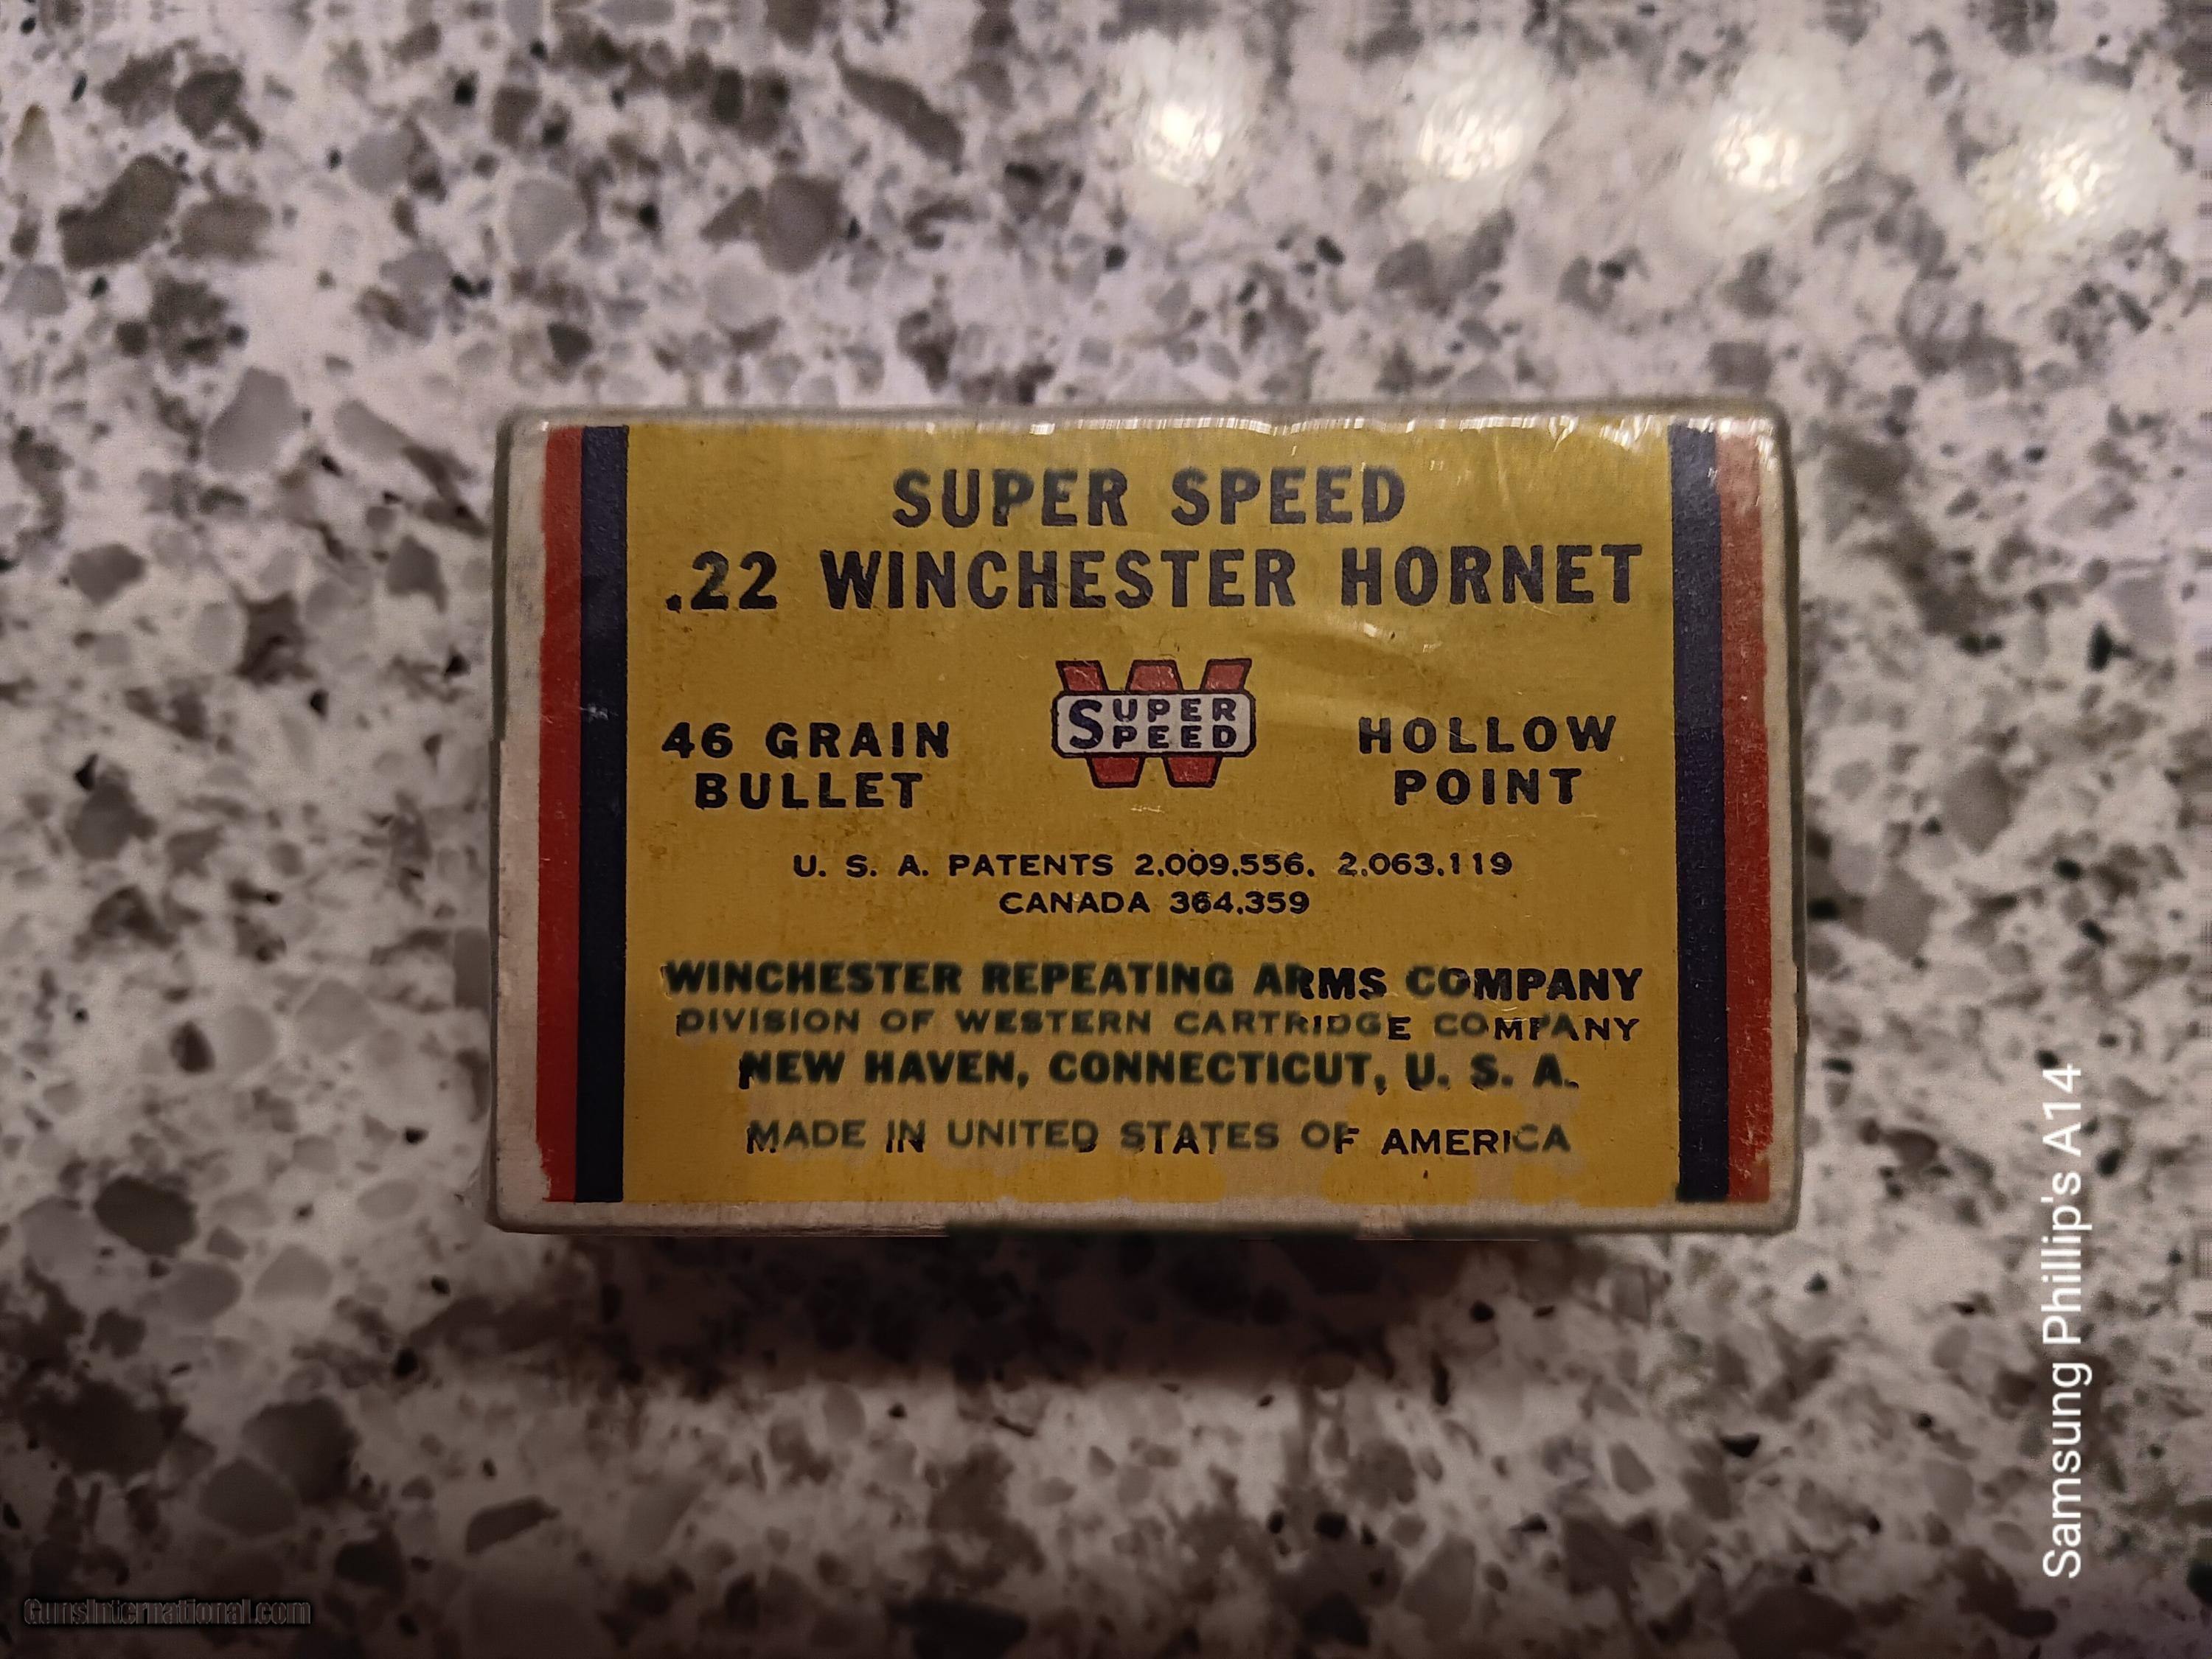 SUPER SPEED
.22 WINCHESTER HORNET
46 GRAIN
BULLET
SUPER
SPEED
HOLLOW
POINT
U. S. A. PATENTS 2,009,556, 2,063,119
CANADA 364,359
WINCHESTER REPEATING ARMS COMPANY
DIVISION OF WESTERN CARTRIDGE COMPANY
NEW HAVEN, CONNECTICUT, U. S. A.
MADE IN UNITED STATES OF AMERICA
Samsung Phillip's A14
GunsInternational.com